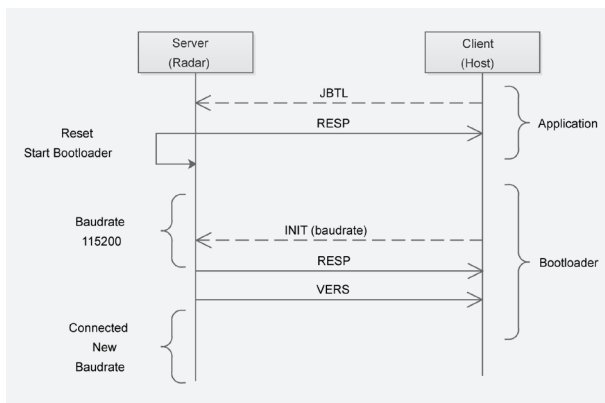 Server
(Radar)
Client
(Host)
JBTL
RESP
Application
Reset
Start Bootloader
Baudrate
115200
INIT (baudrate)
RESP
Bootloader
VERS
Connected
New
Baudrate